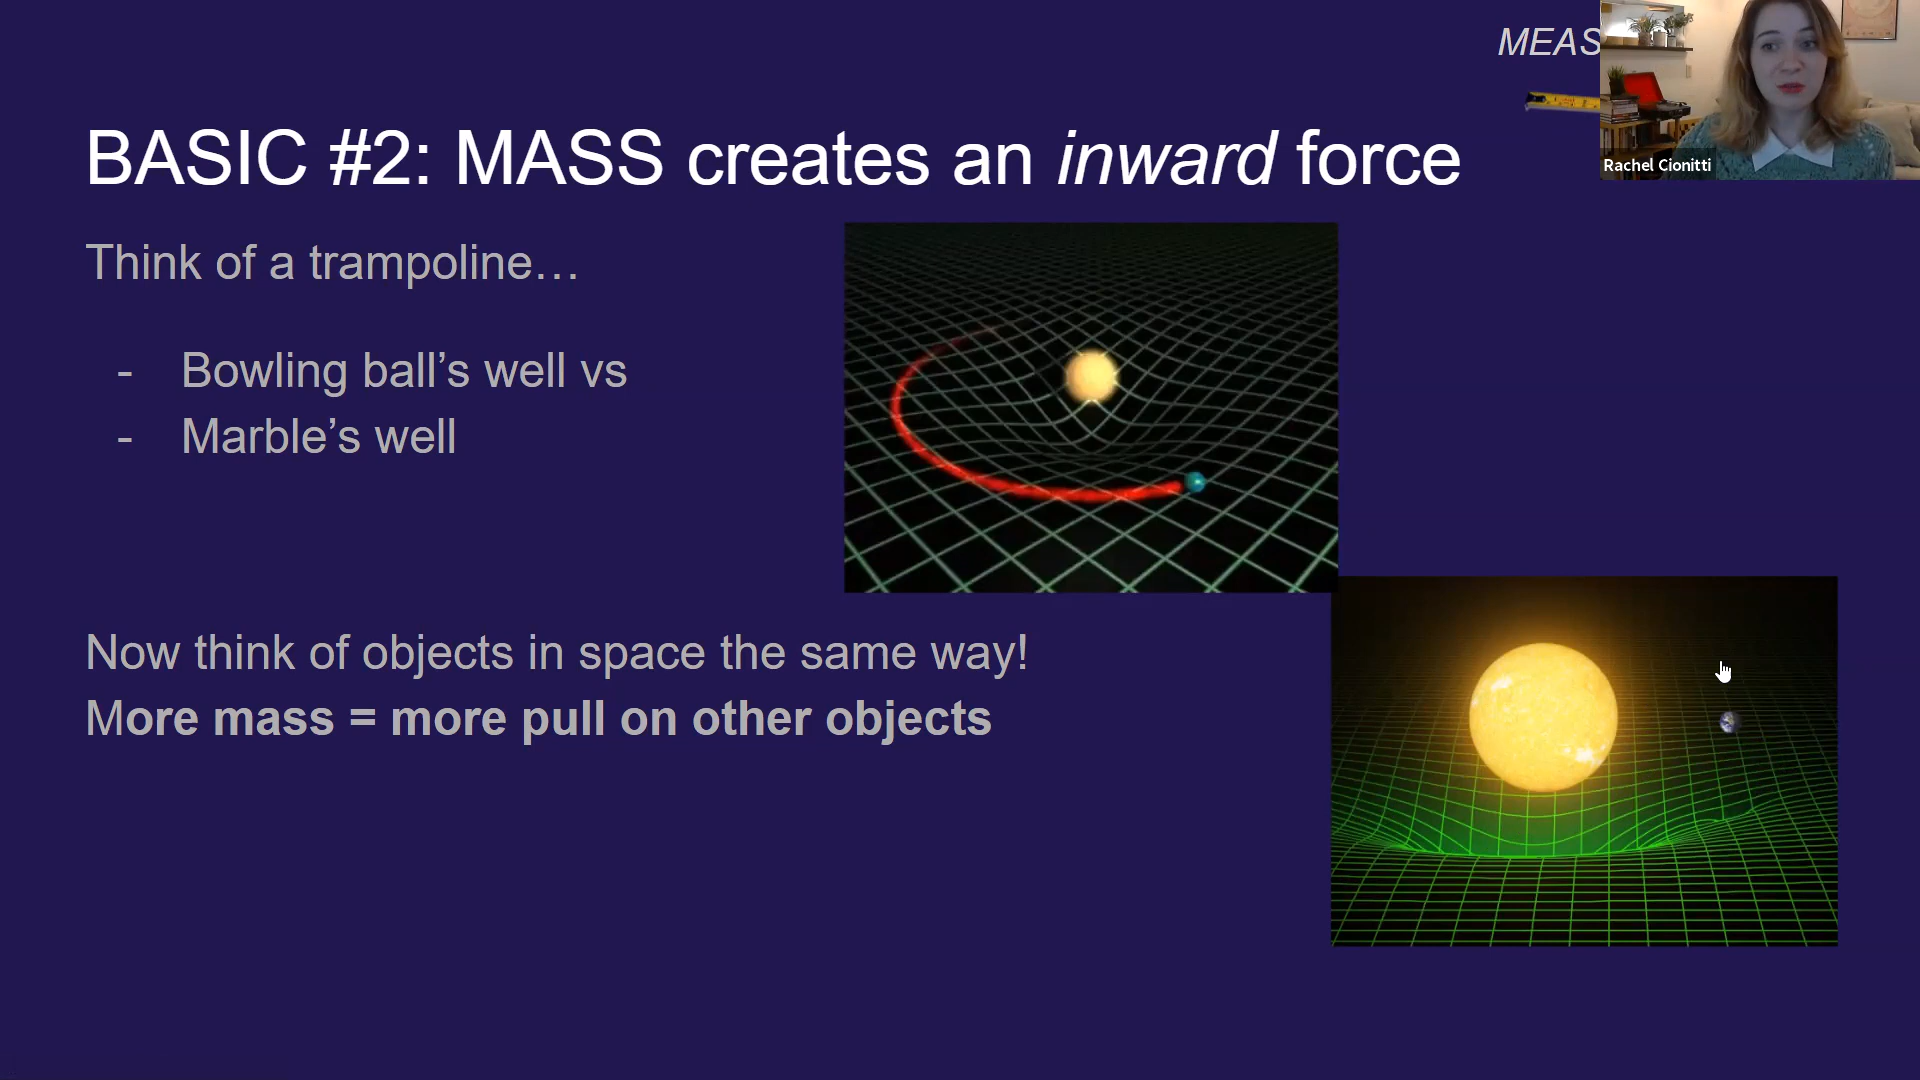 MEAS
BASIC #2: MASS creates an inward force
Rachel Cionitti
Think of a trampoline…
- Bowling ball’s well vs
- Marble’s well
Now think of objects in space the same way!
More mass = more pull on other objects